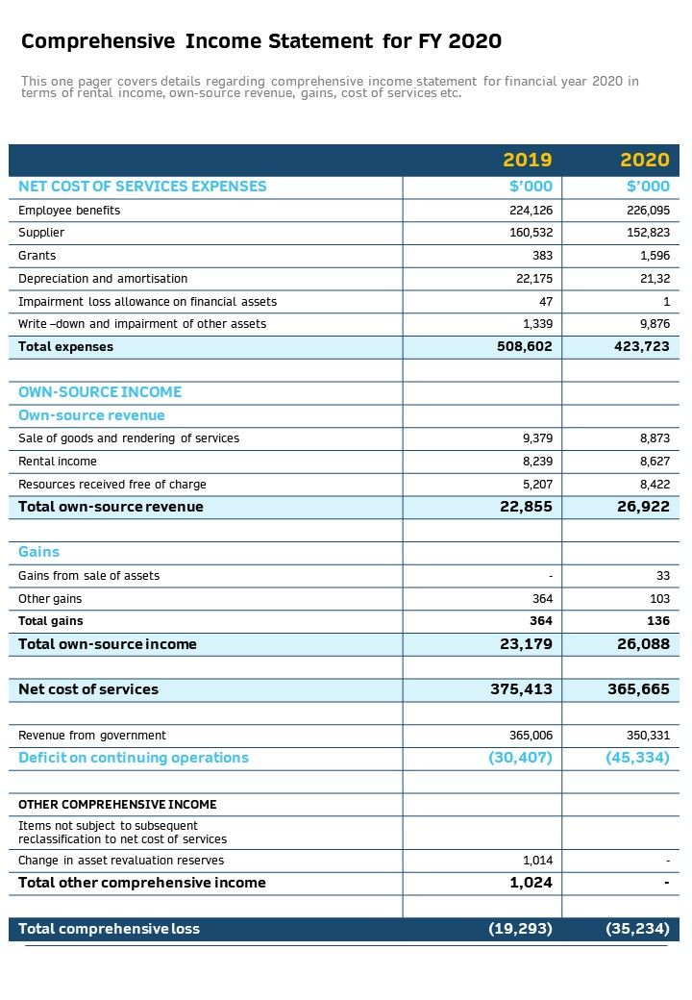 Comprehensive Income Statement for FY 2020
This one pager covers details regarding comprehensive income statement for financial year 2020 in
terms of rental income, own-source revenue, gains, cost of services etc.
2019 2020
NET COST OF SERVICES EXPENSES $'000 $'000
Employee benefits 224,126 226,095
Supplier 160,532 152,823
Grants 383 1,596
Depreciation and amortisation 22,175 21,32
Impairment loss allowance on financial assets 47 1
Write –down and impairment of other assets 1,339 9,876
Total expenses 508,602 423,723
OWN-SOURCE INCOME
Own-source revenue
Sale of goods and rendering of services 9,379 8,873
Rental income 8,239 8,627
Resources received free of charge 5,207 8,422
Total own-source revenue 22,855 26,922
Gains
Gains from sale of assets - 33
Other gains 364 103
Total gains 364 136
Total own-source income 23,179 26,088
Net cost of services 375,413 365,665
Revenue from government 365,006 350,331
Deficit on continuing operations (30,407) (45,334)
OTHER COMPREHENSIVE INCOME
Items not subject to subsequent
reclassification to net cost of services
Change in asset revaluation reserves 1,014 -
Total other comprehensive income 1,024 -
Total comprehensive loss (19,293) (35,234)